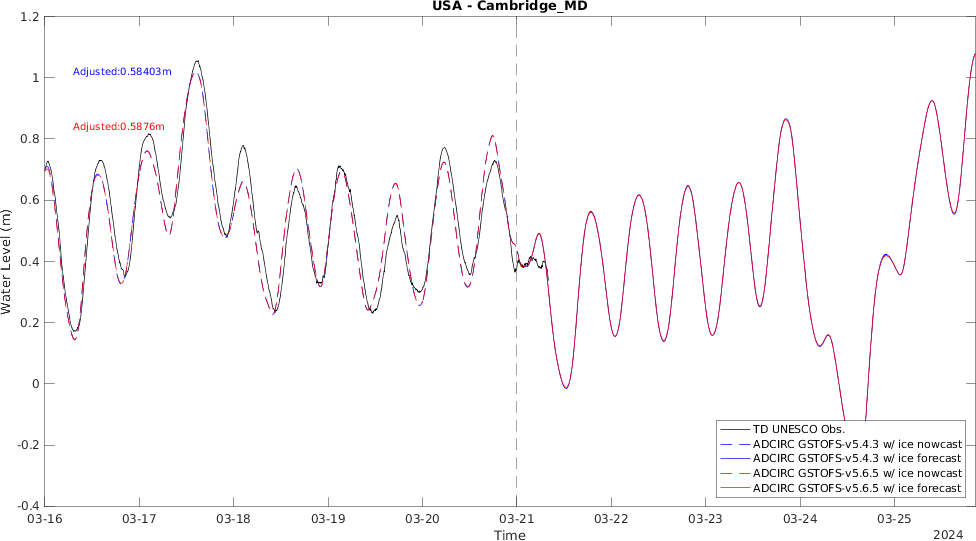 USA - Cambridge_MD
1.2
1
0.8
0.6
0.4
0.2
0
-0.2
-0.4
Water Level (m)
Adjusted:0.58403m
Adjusted:0.5876m
TD UNESCO Obs.
ADCIRC GSTOFS-v5.4.3 w/ ice nowcast
ADCIRC GSTOFS-v5.4.3 w/ ice forecast
ADCIRC GSTOFS-v5.6.5 w/ ice nowcast
ADCIRC GSTOFS-v5.6.5 w/ ice forecast
03-16 03-17 03-18 03-19 03-20 03-21 03-22 03-23 03-24 03-25
Time
2024